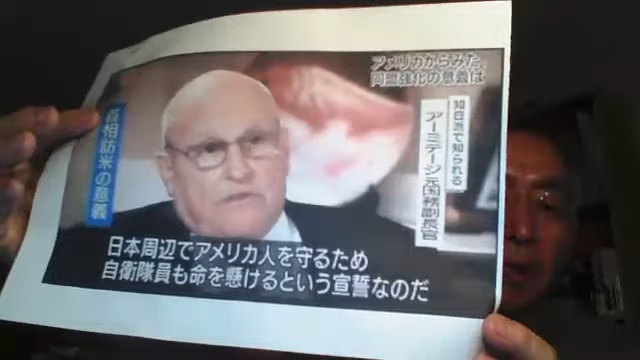 アメリカからみた
同盟強化の意義は
首相訪米の意義
知日派で知られる
アーミテージ元国務副長官
日本周辺でアメリカ人を守るため
自衛隊員も命を懸けるという宣誓なのだ